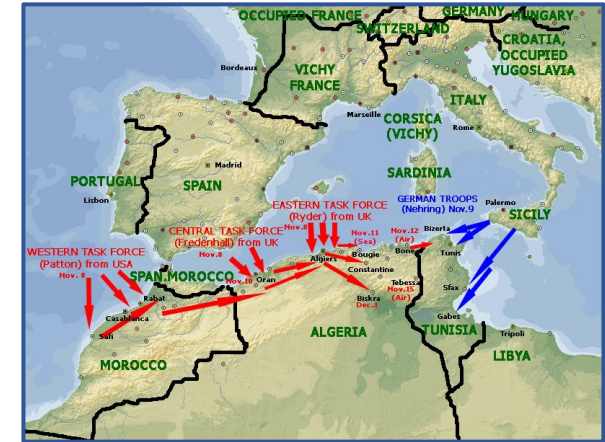 OCCUPIED FRANCE
GERMANY
HUNGARY
SWITZERLAND
CROATIA,
OCCUPIED
YUGOSLAVIA
Bordeaux
VICHY
FRANCE
ITALY
Marseille
CORSICA
(VICHY)
Rome
Madrid
PORTUGAL
SPAIN
Lisbon
SARDINIA
EASTERN TASK FORCE
(Ryder) from UK
Nov.8
GERMAN TROOPS
(Nehring) Nov.9
Palermo
SICILY
CENTRAL TASK FORCE
(Fredenhall) from UK
Nov.8
Nov.11
(Sea)
Nov.12
(Air)
Bizerta
WESTERN TASK FORCE
(Patton) from USA
Nov. 8
SPAN.MOROCCO
Algiers
Bougie
Bone
Tunis
Constantine
Nov.10
Oran
Rabat
Tebessa
Nov.15
(Air)
Biskra
Dec.1
Sfax
Casablanca
Safi
Gabes
ALGERIA
TUNISIA
Tripoli
MOROCCO
LIBYA